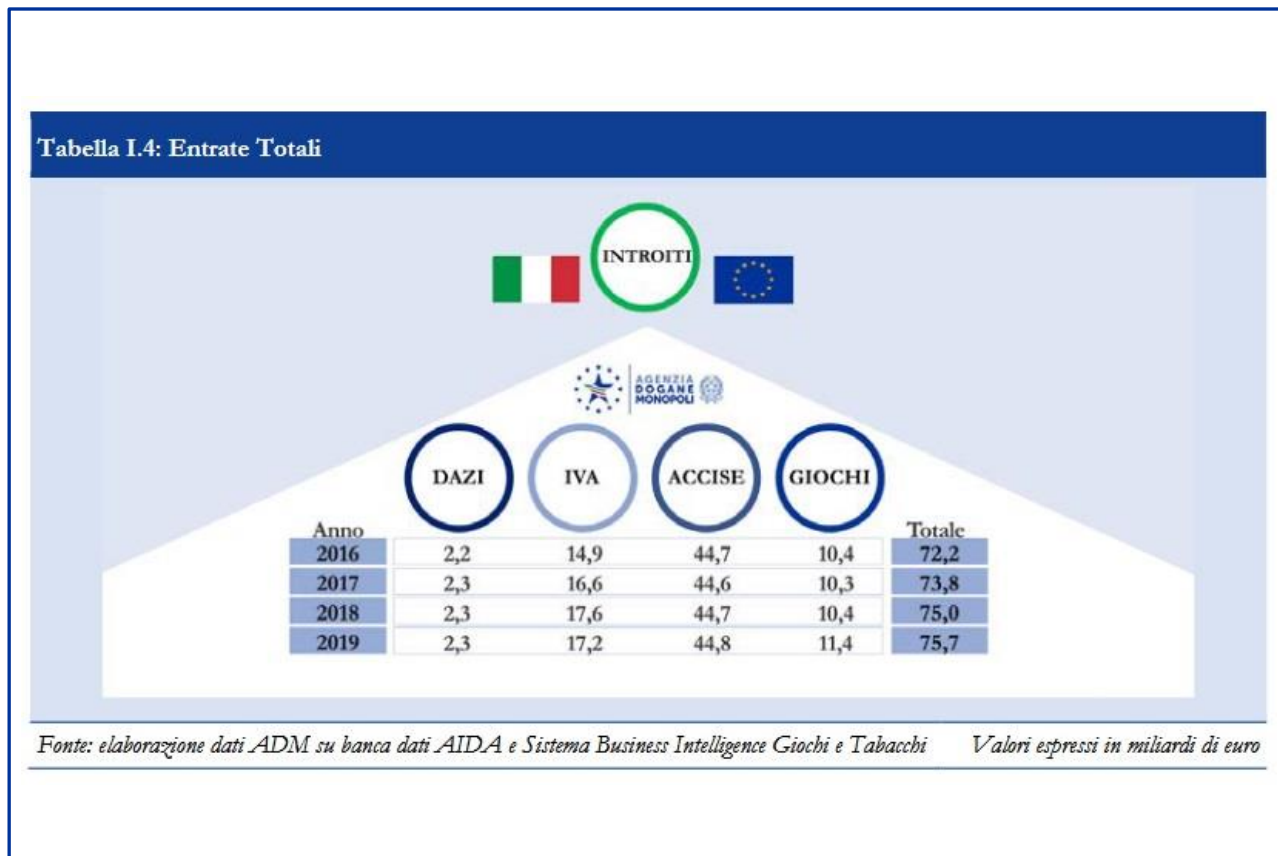 Tabella I.4: Entrate Totali
INTROITI
AGENZIA
DOGANE
MONOPOLI
DAZI IVA ACCISE GIOCHI
Anno Totale
2016 2,2 14,9 44,7 10,4 72,2
2017 2,3 16,6 44,6 10,3 73,8
2018 2,3 17,6 44,7 10,4 75,0
2019 2,3 17,2 44,8 11,4 75,7
Fonte: elaborazione dati ADM su banca dati AIDA e Sistema Business Intelligence Giochi e Tabacchi Valori espressi in miliardi di euro